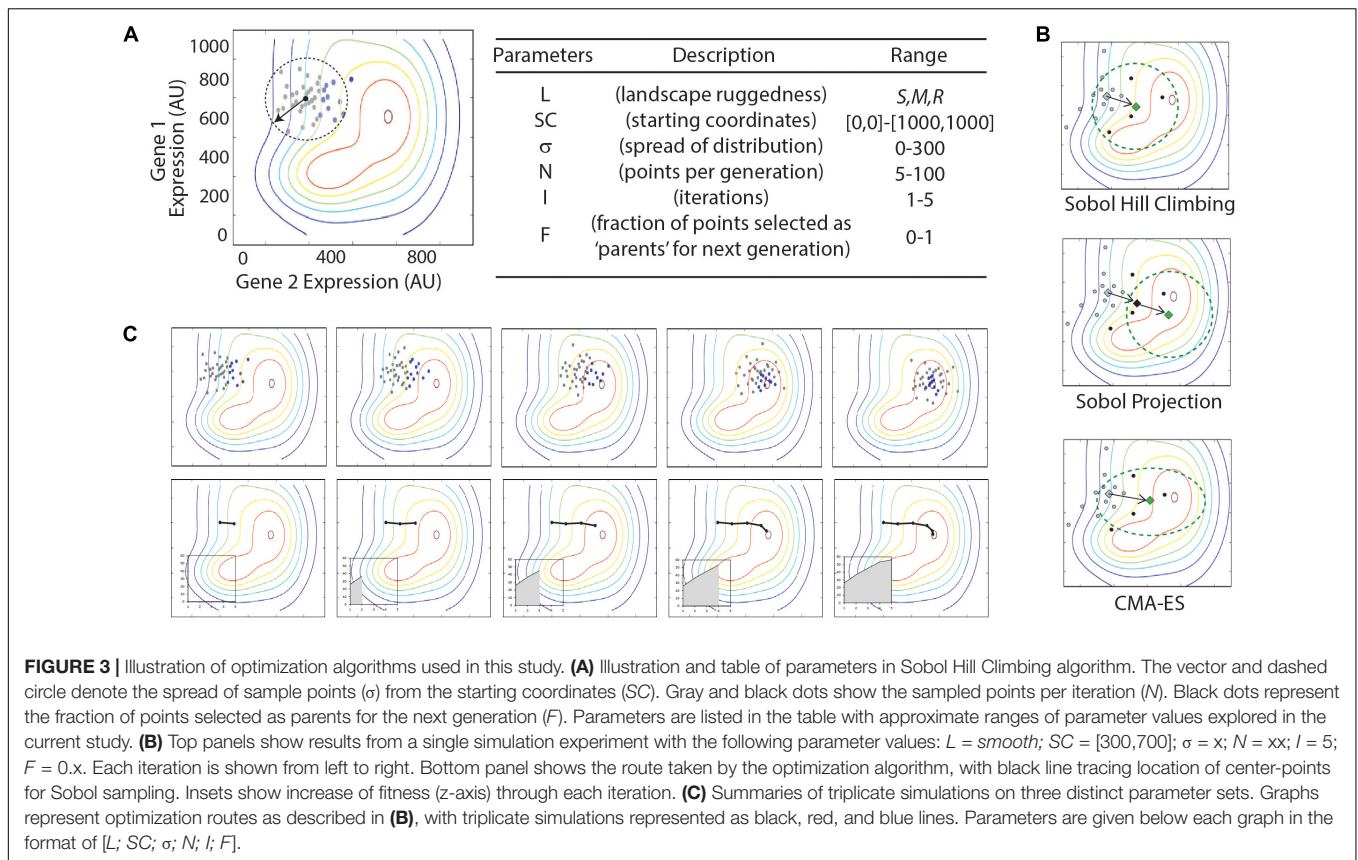 A
1000
800
600
400
200
0
Gene 1
Expression (AU)
0 400 800
Gene 2 Expression (AU)
Parameters Description Range
L (landscape ruggedness) S,M,R
SC (starting coordinates) [0,0]-[1000,1000]
σ (spread of distribution) 0-300
N (points per generation) 5-100
I (iterations) 1-5
F (fraction of points selected as 'parents' for next generation) 0-1
B
Sobol Hill Climbing
Sobol Projection
CMA-ES
C
FIGURE 3 | Illustration of optimization algorithms used in this study. (A) Illustration and table of parameters in Sobol Hill Climbing algorithm. The vector and dashed
circle denote the spread of sample points (σ) from the starting coordinates (SC). Gray and black dots show the sampled points per iteration (N). Black dots represent
the fraction of points selected as parents for the next generation (F). Parameters are listed in the table with approximate ranges of parameter values explored in the
current study. (B) Top panels show results from a single simulation experiment with the following parameter values: L = smooth; SC = [300,700]; σ = x; N = xx; I = 5;
F = 0.x. Each iteration is shown from left to right. Bottom panel shows the route taken by the optimization algorithm, with black line tracing location of center-points
for Sobol sampling. Insets show increase of fitness (z-axis) through each iteration. (C) Summaries of triplicate simulations on three distinct parameter sets. Graphs
represent optimization routes as described in (B), with triplicate simulations represented as black, red, and blue lines. Parameters are given below each graph in the
format of [L; SC; σ; N; I; F].